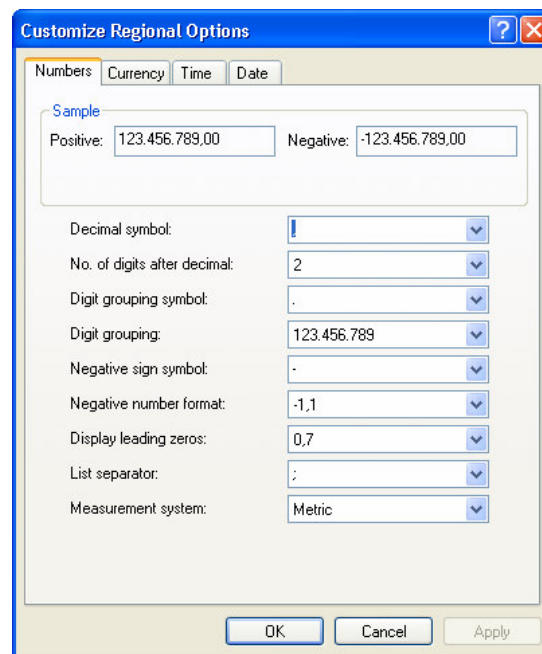 Customize Regional Options
Numbers Currency Time Date
Sample
Positive: 123.456.789,00 Negative: -123.456.789,00
Decimal symbol:
No. of digits after decimal: 2
Digit grouping symbol: .
Digit grouping: 123.456.789
Negative sign symbol: -
Negative number format: -1,1
Display leading zeros: 0,7
List separator: ;
Measurement system: Metric
OK Cancel Apply